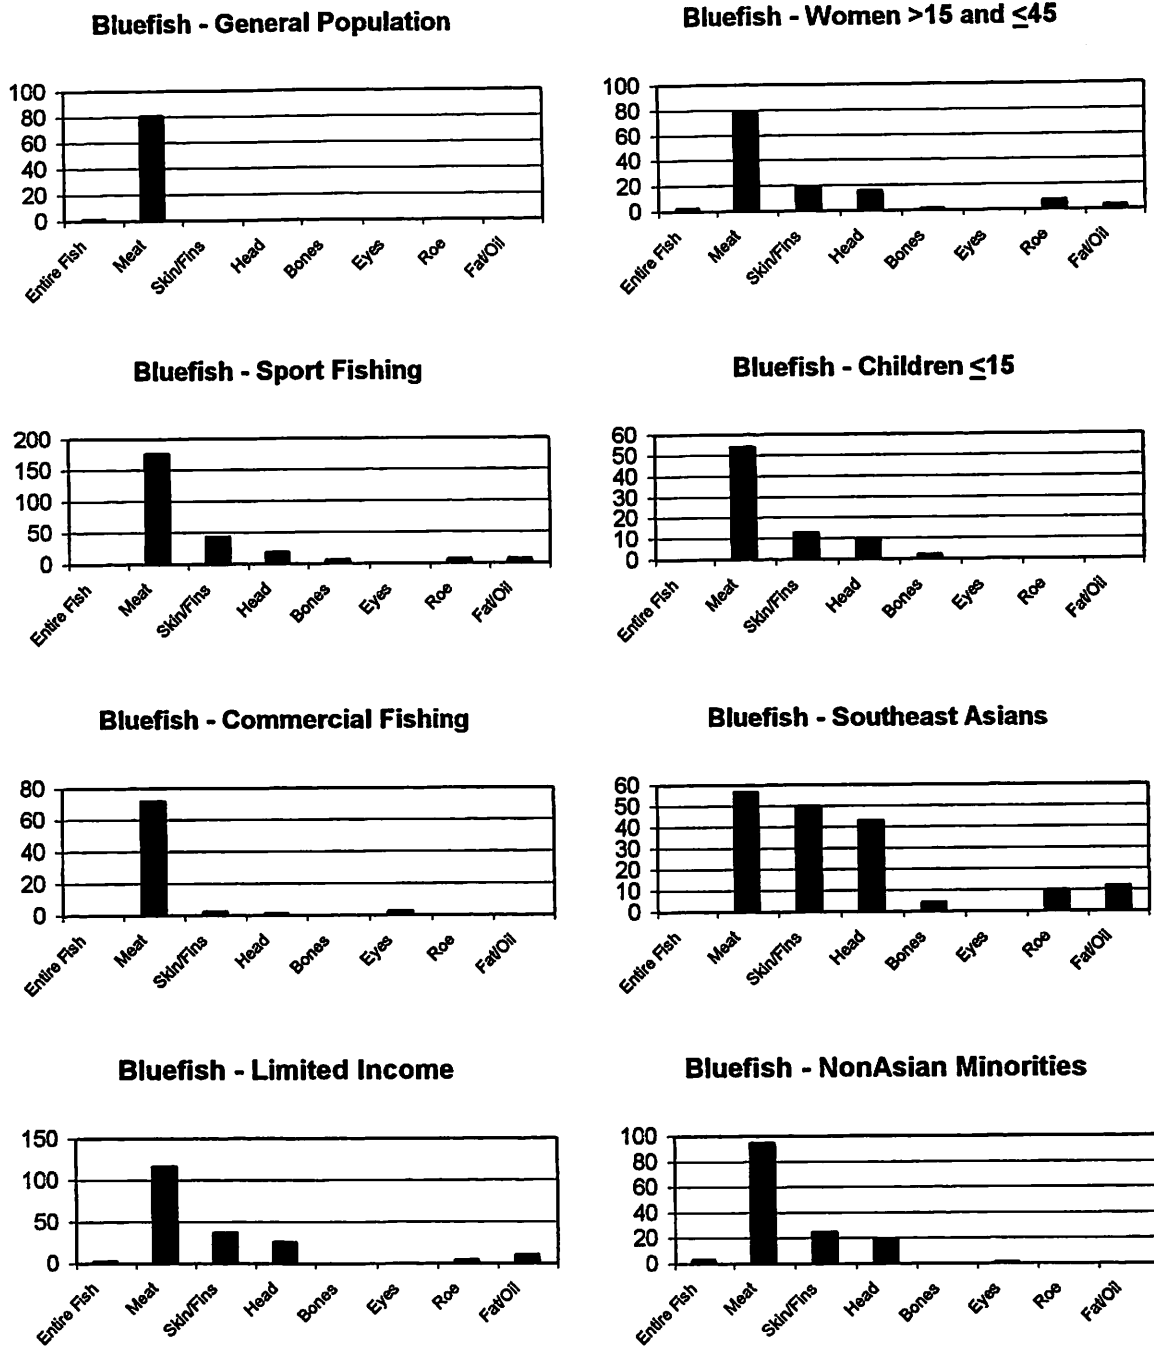 Bluefish - General Population
100
80
60
40
20
0
Entire Fish
Meat
Skin/Fins
Head
Bones
Eyes
Roe
Fat/Oil
Bluefish - Women >15 and ≤45
100
80
60
40
20
0
Entire Fish
Meat
Skin/Fins
Head
Bones
Eyes
Roe
Fat/Oil
Bluefish - Sport Fishing
200
150
100
50
0
Entire Fish
Meat
Skin/Fins
Head
Bones
Eyes
Roe
Fat/Oil
Bluefish - Children ≤15
60
50
40
30
20
10
0
Entire Fish
Meat
Skin/Fins
Head
Bones
Eyes
Roe
Fat/Oil
Bluefish - Commercial Fishing
80
60
40
20
0
Entire Fish
Meat
Skin/Fins
Head
Bones
Eyes
Roe
Fat/Oil
Bluefish - Southeast Asians
60
50
40
30
20
10
0
Entire Fish
Meat
Skin/Fins
Head
Bones
Eyes
Roe
Fat/Oil
Bluefish - Limited Income
150
100
50
0
Entire Fish
Meat
Skin/Fins
Head
Bones
Eyes
Roe
Fat/Oil
Bluefish - NonAsian Minorities
100
80
60
40
20
0
Entire Fish
Meat
Skin/Fins
Head
Bones
Eyes
Roe
Fat/Oil